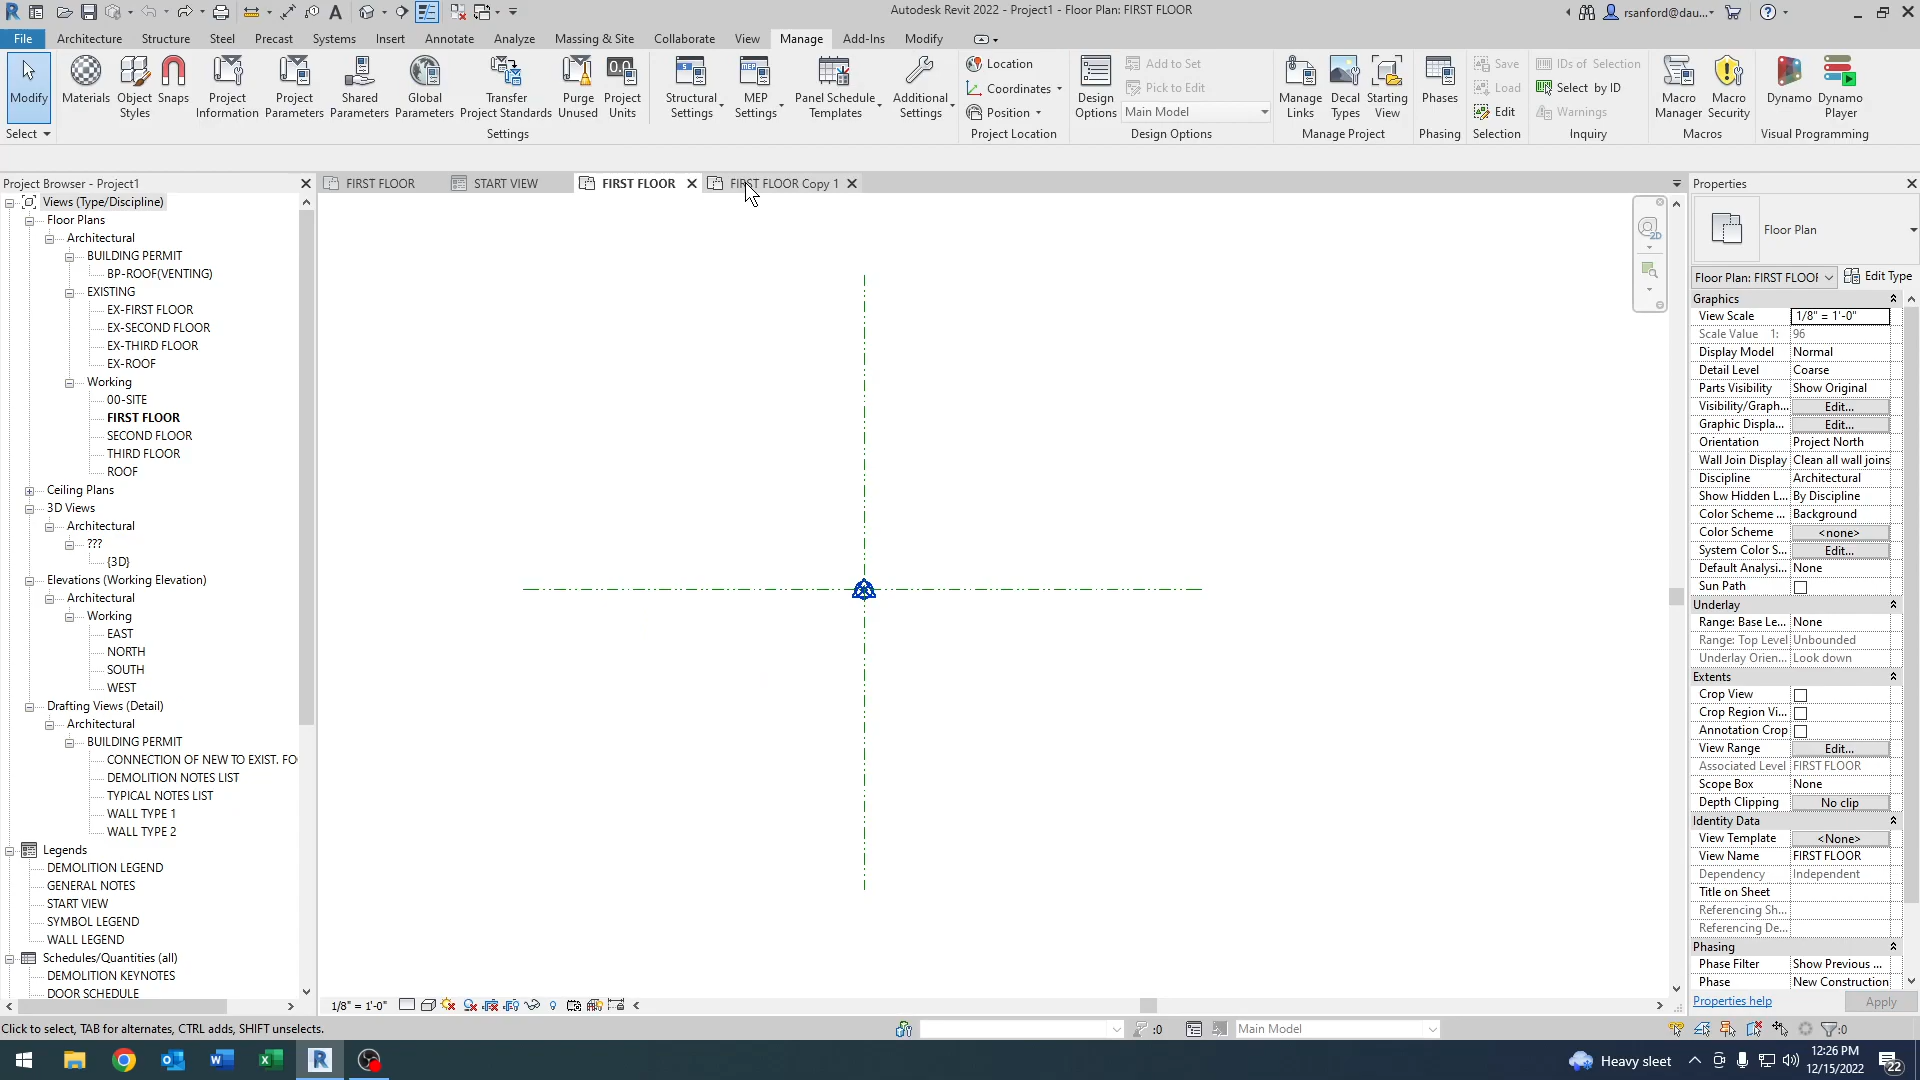 Autodesk Revit 2022 - Project1 - Floor Plan: FIRST FLOOR
rsanford@dau...
File Architecture Structure Steel Precast Systems Insert Annotate Analyze Massing & Site Collaborate View Manage Add-Ins Modify
Modify
Materials
Object Styles
Snaps
Project Information
Project Parameters
Shared Parameters
Global Parameters
Transfer Project Standards
Purge Unused
Project Units
Structural Settings
MEP Settings
Panel Schedule Templates
Additional Settings
Location
Coordinates
Position
Design Options
Add to Set
Pick to Edit
Main Model
Manage Links
Decal Types
Starting View
Phases
Save
Load
Edit
IDs of Selection
Select by ID
Warnings
Macro Manager
Macro Security
Dynamo
Dynamo Player
Select
Settings
Project Location
Design Options
Manage Project
Phasing
Selection
Inquiry
Macros
Visual Programming
Project Browser - Project1
Views (Type/Discipline)
Floor Plans
Architectural
BUILDING PERMIT
BP-ROOF(VENTING)
EXISTING
EX-FIRST FLOOR
EX-SECOND FLOOR
EX-THIRD FLOOR
EX-ROOF
Working
00-SITE
FIRST FLOOR
SECOND FLOOR
THIRD FLOOR
ROOF
Ceiling Plans
3D Views
Architectural
???
{3D}
Elevations (Working Elevation)
Architectural
Working
EAST
NORTH
SOUTH
WEST
Drafting Views (Detail)
Architectural
BUILDING PERMIT
CONNECTION OF NEW TO EXIST. FO
DEMOLITION NOTES LIST
TYPICAL NOTES LIST
WALL TYPE 1
WALL TYPE 2
Legends
DEMOLITION LEGEND
GENERAL NOTES
START VIEW
SYMBOL LEGEND
WALL LEGEND
Schedules/Quantities (all)
DEMOLITION KEYNOTES
DOOR SCHEDULE
FIRST FLOOR
START VIEW
FIRST FLOOR
FIRST FLOOR Copy 1
2D
1/8" = 1'-0"
Properties
Floor Plan
Floor Plan: FIRST FLOOF
Edit Type
Graphics
View Scale 1/8" = 1'-0"
Scale Value 1: 96
Display Model Normal
Detail Level Coarse
Parts Visibility Show Original
Visibility/Graph... Edit...
Graphic Displa... Edit...
Orientation Project North
Wall Join Display Clean all wall joins
Discipline Architectural
Show Hidden L... By Discipline
Color Scheme ... Background
Color Scheme <none>
System Color S... Edit...
Default Analysi... None
Sun Path
Underlay
Range: Base Le... None
Range: Top Level Unbounded
Underlay Orien... Look down
Extents
Crop View
Crop Region Vi...
Annotation Crop
View Range Edit...
Associated Level FIRST FLOOR
Scope Box None
Depth Clipping No clip
Identity Data
View Template <None>
View Name FIRST FLOOR
Dependency Independent
Title on Sheet
Referencing Sh...
Referencing De...
Phasing
Phase Filter Show Previous ...
Phase New Construction
Properties help
Apply
Click to select, TAB for alternates, CTRL adds, SHIFT unselects.
:0
Main Model
:0
Heavy sleet
12:26 PM
12/15/2022
22